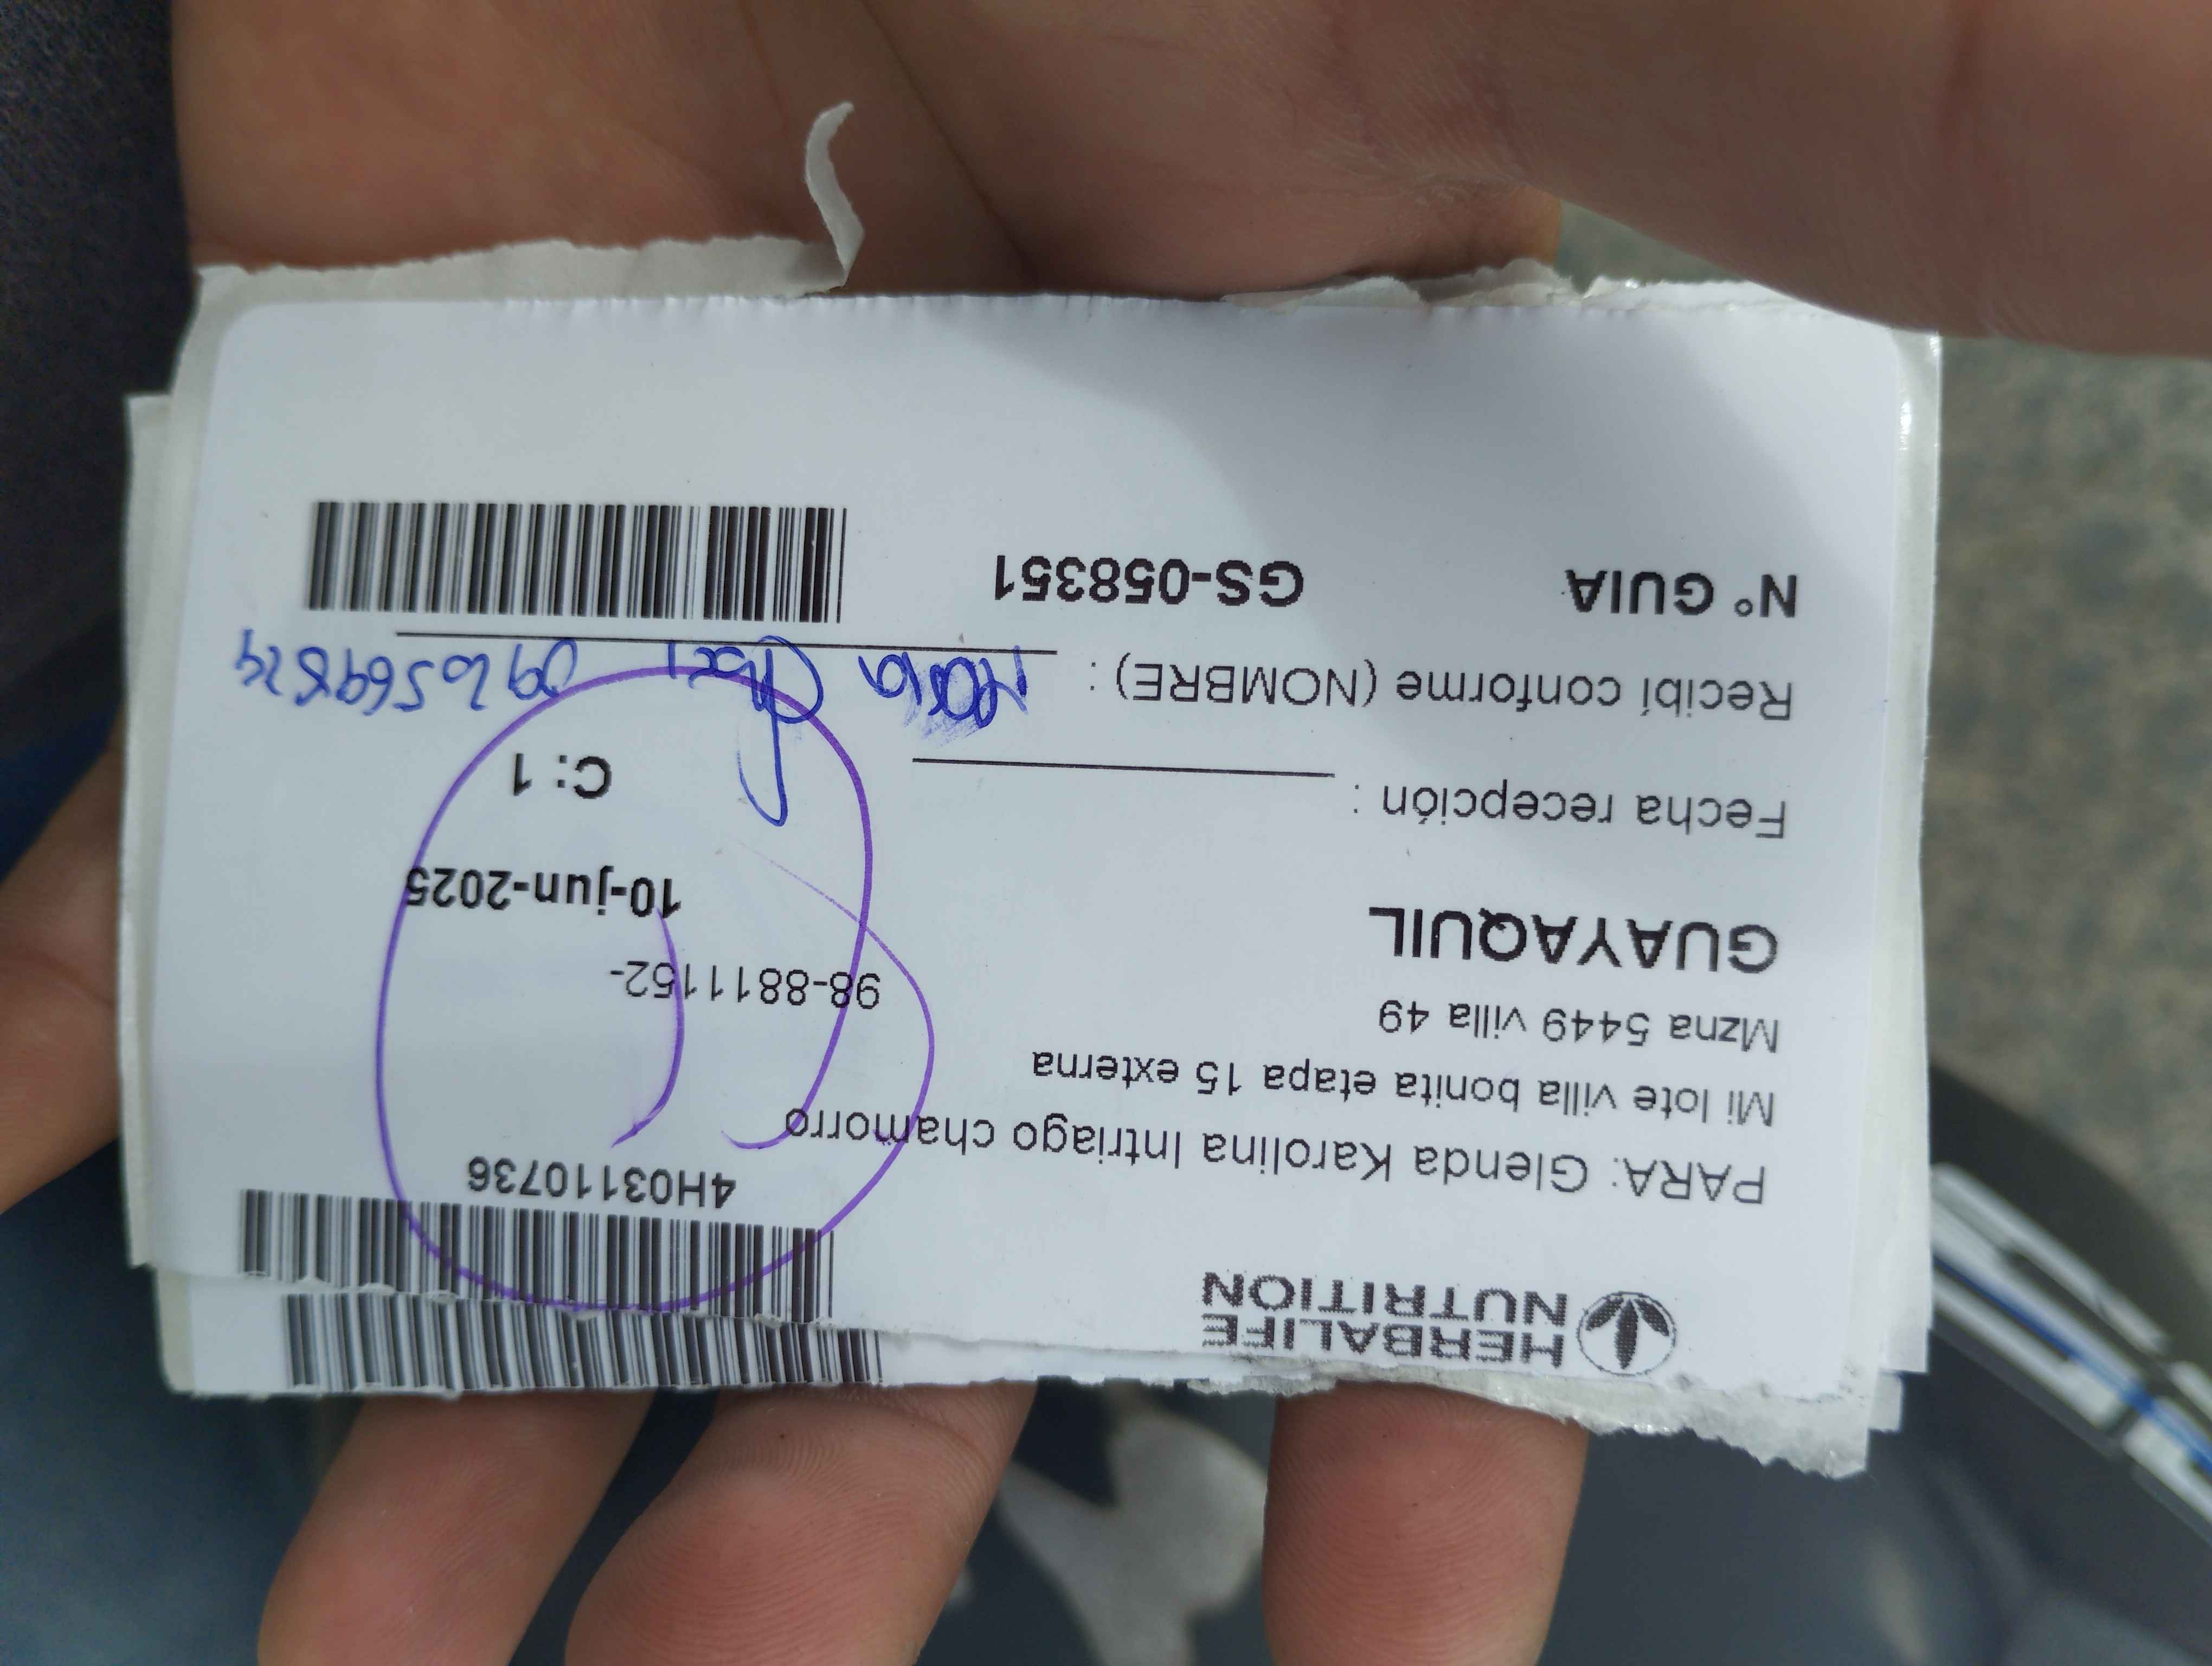 HERBALIFE
NUTRITION
4H03110736
PARA: Glenda Karolina Intriago chamorro
Mi lote villa bonita etapa 15 externa
Mzna 5449 villa 49
98-8811152-
GUAYAQUIL
10-jun-2025
Fecha recepción :
C: 1
Recibí conforme (NOMBRE) :
N° GUIA GS-058351